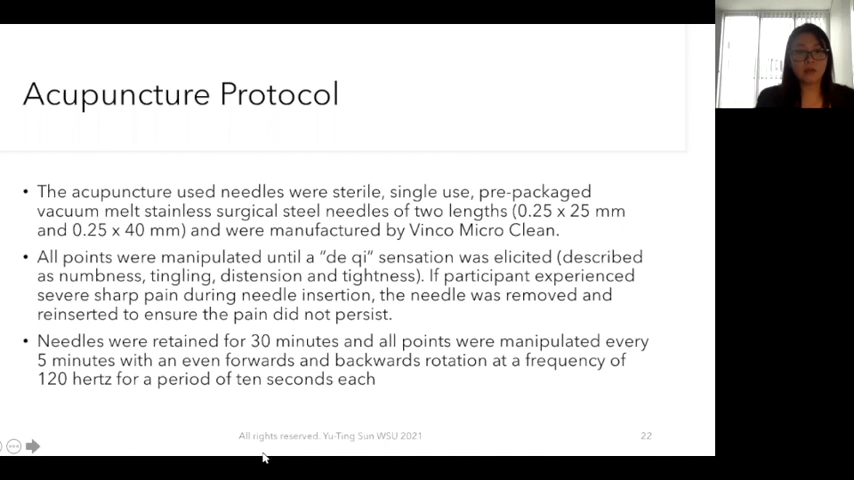 Acupuncture Protocol
• The acupuncture used needles were sterile, single use, pre-packaged
vacuum melt stainless surgical steel needles of two lengths (0.25 x 25 mm
and 0.25 x 40 mm) and were manufactured by Vinco Micro Clean.
• All points were manipulated until a "de qi" sensation was elicited (described
as numbness, tingling, distension and tightness). If participant experienced
severe sharp pain during needle insertion, the needle was removed and
reinserted to ensure the pain did not persist.
• Needles were retained for 30 minutes and all points were manipulated every
5 minutes with an even forwards and backwards rotation at a frequency of
120 hertz for a period of ten seconds each
All rights reserved. Yu-Ting Sun WSU 2021
22